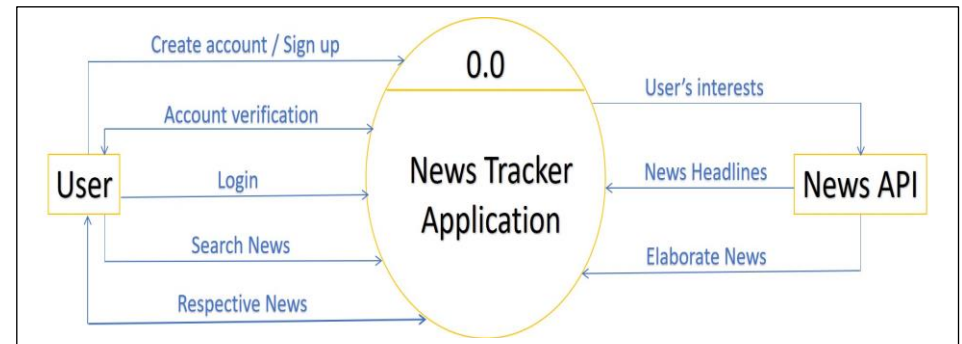 Create account / Sign up
0.0
User's interests
Account verification
User
Login
News Tracker
Application
News Headlines
News API
Search News
Elaborate News
Respective News